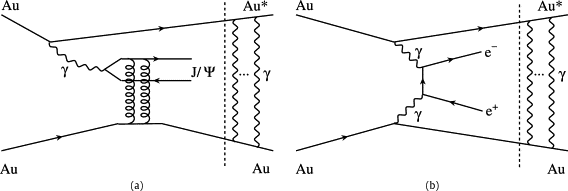 Au Au* Au Au*
γ J/Ψ ... γ γ e⁻ ... γ
γ e⁺
Au Au Au Au
(a) (b)